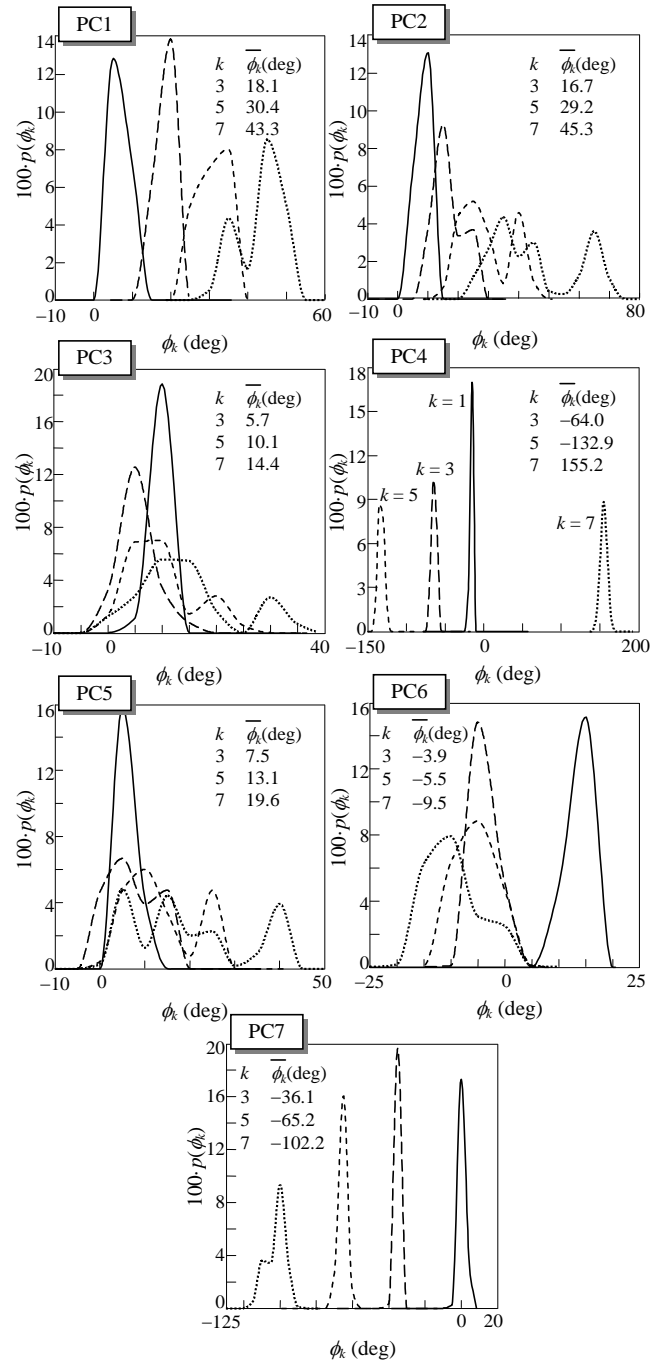 PC1
14
12
10
8
6
4
2
0
100·p(ϕk)
k ϕk(deg)
3 18.1
5 30.4
7 43.3
−10 0 60
ϕk (deg)
PC2
14
12
10
8
6
4
2
0
100·p(ϕk)
k ϕk(deg)
3 16.7
5 29.2
7 45.3
−10 0 80
ϕk (deg)
PC3
20
16
12
8
4
0
100·p(ϕk)
k ϕk(deg)
3 5.7
5 10.1
7 14.4
−10 0 40
ϕk (deg)
PC4
18
15
12
9
6
3
0
100·p(ϕk)
k = 1
k = 3
k = 5
k = 7
k ϕk(deg)
3 −64.0
5 −132.9
7 155.2
−150 0 200
ϕk (deg)
PC5
16
12
8
4
0
100·p(ϕk)
k ϕk(deg)
3 7.5
5 13.1
7 19.6
−10 0 50
ϕk (deg)
PC6
16
12
8
4
0
100·p(ϕk)
k ϕk(deg)
3 −3.9
5 −5.5
7 −9.5
−25 0 25
ϕk (deg)
PC7
20
16
12
8
4
0
100·p(ϕk)
k ϕk(deg)
3 −36.1
5 −65.2
7 −102.2
−125 0 20
ϕk (deg)